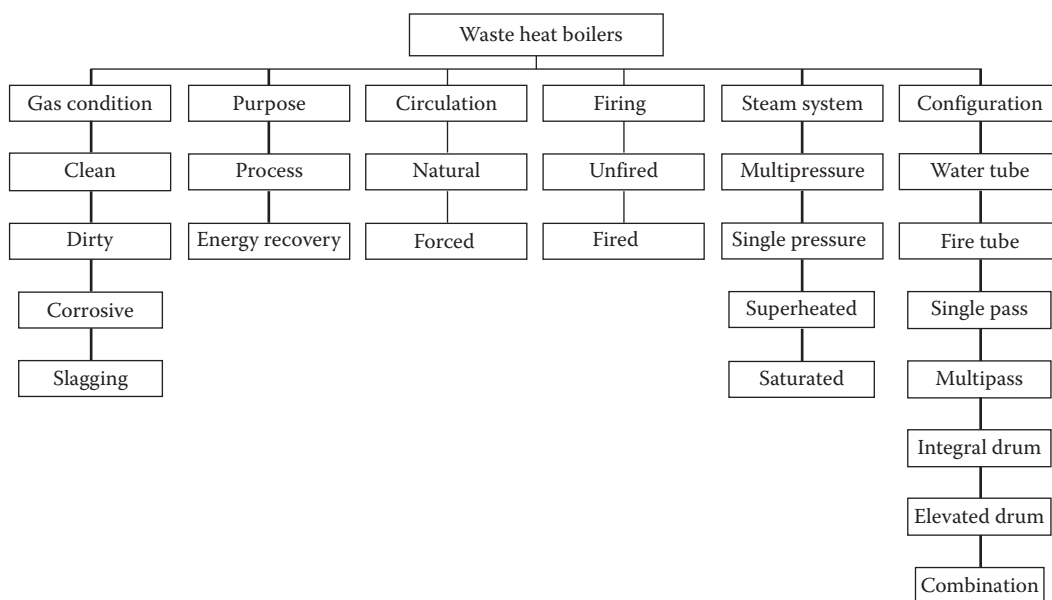 Waste heat boilers
Gas condition
Purpose
Circulation
Firing
Steam system
Configuration
Clean
Process
Natural
Unfired
Multipressure
Water tube
Dirty
Energy recovery
Forced
Fired
Single pressure
Fire tube
Corrosive
Superheated
Single pass
Slagging
Saturated
Multipass
Integral drum
Elevated drum
Combination